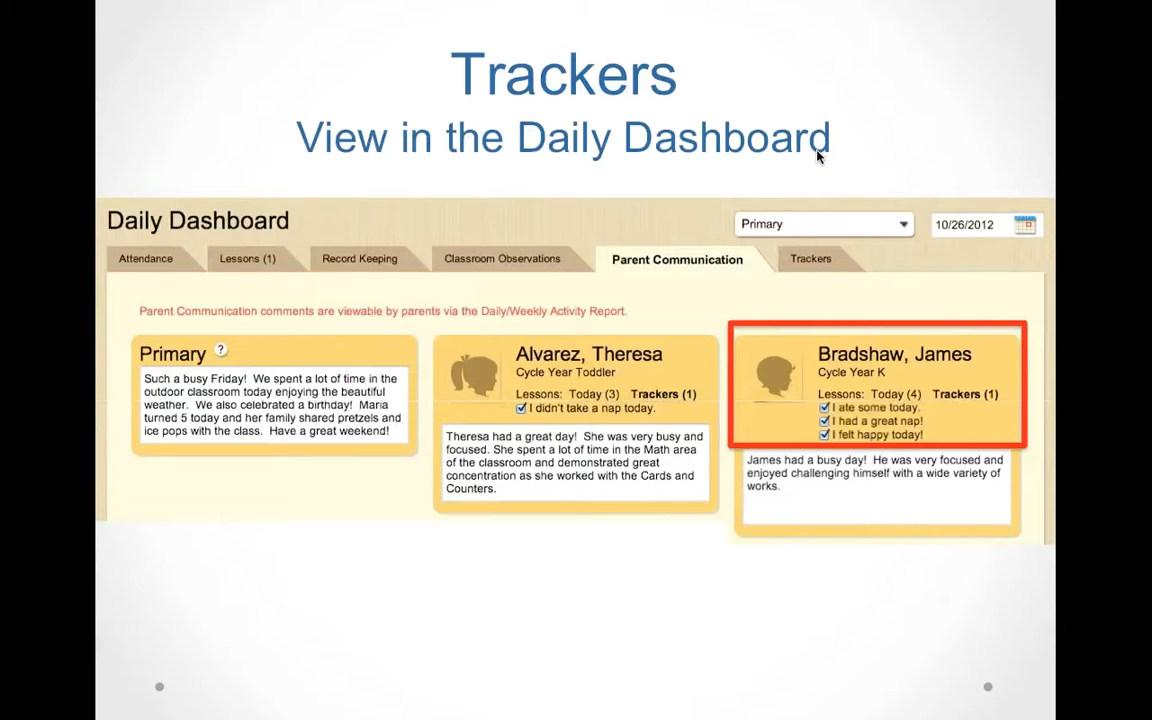 Trackers
View in the Daily Dashboard
Daily Dashboard
Primary
10/26/2012
Attendance
Lessons (1)
Record Keeping
Classroom Observations
Parent Communication
Trackers
Parent Communication comments are viewable by parents via the Daily/Weekly Activity Report.
Primary ?
Such a busy Friday! We spent a lot of time in the
outdoor classroom today enjoying the beautiful
weather. We also celebrated a birthday! Maria
turned 5 today and her family shared pretzels and
ice pops with the class. Have a great weekend!
Alvarez, Theresa
Cycle Year Toddler
Lessons: Today (3) Trackers (1)
I didn't take a nap today.
Theresa had a great day! She was very busy and
focused. She spent a lot of time in the Math area
of the classroom and demonstrated great
concentration as she worked with the Cards and
Counters.
Bradshaw, James
Cycle Year K
Lessons: Today (4) Trackers (1)
I ate some today.
I had a great nap!
I felt happy today!
James had a busy day! He was very focused and
enjoyed challenging himself with a wide variety of
works.